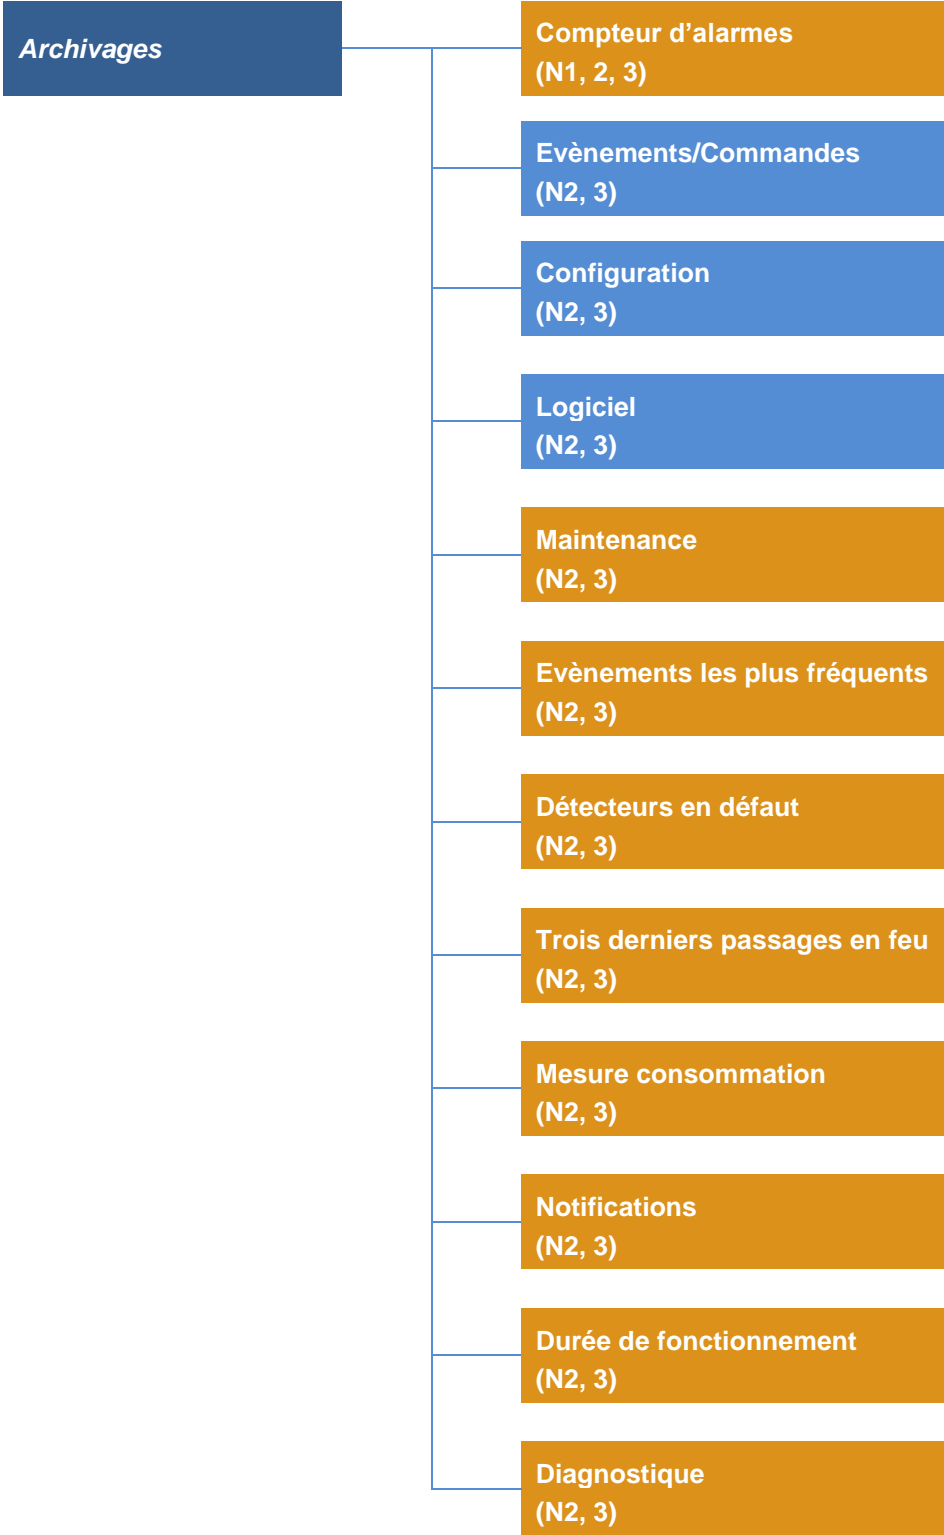 Archivages
Compteur d’alarmes
(N1, 2, 3)
Evènements/Commandes
(N2, 3)
Configuration
(N2, 3)
Logiciel
(N2, 3)
Maintenance
(N2, 3)
Evènements les plus fréquents
(N2, 3)
Détecteurs en défaut
(N2, 3)
Trois derniers passages en feu
(N2, 3)
Mesure consommation
(N2, 3)
Notifications
(N2, 3)
Durée de fonctionnement
(N2, 3)
Diagnostique
(N2, 3)